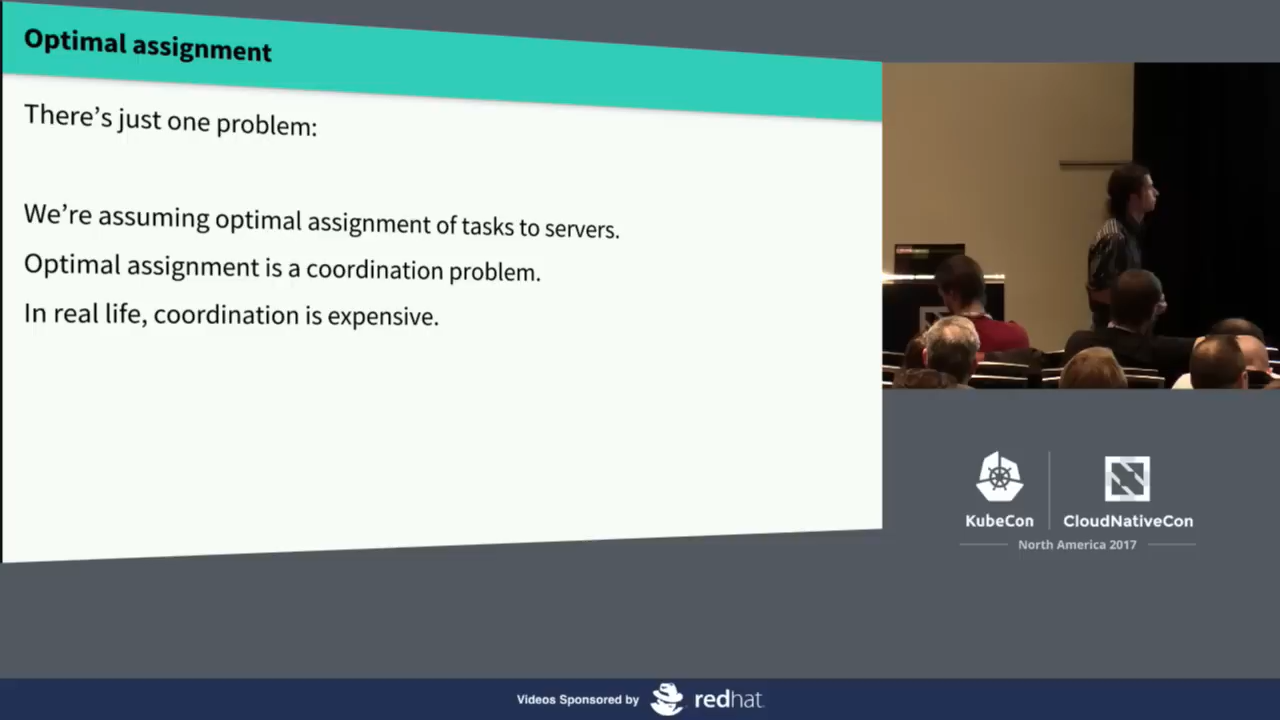 Optimal assignment
There's just one problem:
We're assuming optimal assignment of tasks to servers.
Optimal assignment is a coordination problem.
In real life, coordination is expensive.
KubeCon
CloudNativeCon
North America 2017
Videos Sponsored by
redhat